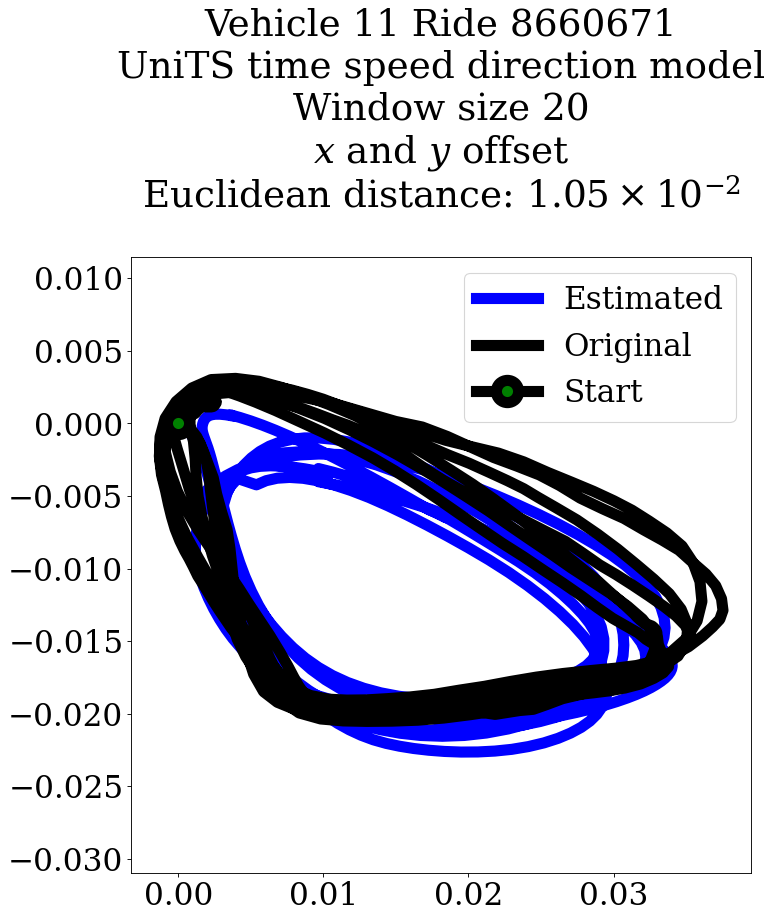 Vehicle 11 Ride 8660671
UniTS time speed direction model
Window size 20
x and y offset
Euclidean distance: 1.05 × 10⁻²
Estimated
Original
Start
0.010
0.005
0.000
−0.005
−0.010
−0.015
−0.020
−0.025
−0.030
0.00 0.01 0.02 0.03